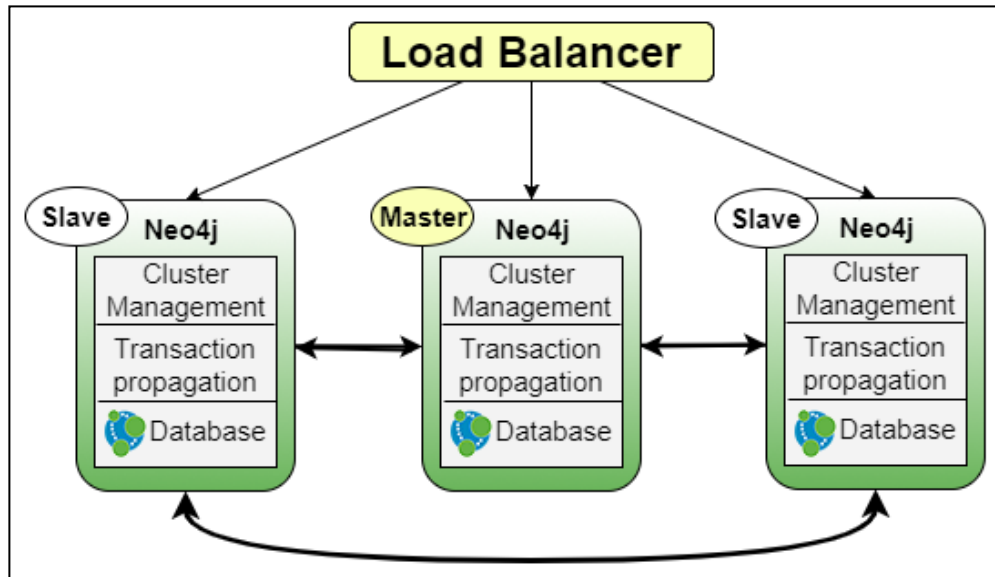 Load Balancer
Slave
Neo4j
Cluster
Management
Transaction
propagation
Database
Master
Neo4j
Cluster
Management
Transaction
propagation
Database
Slave
Neo4j
Cluster
Management
Transaction
propagation
Database